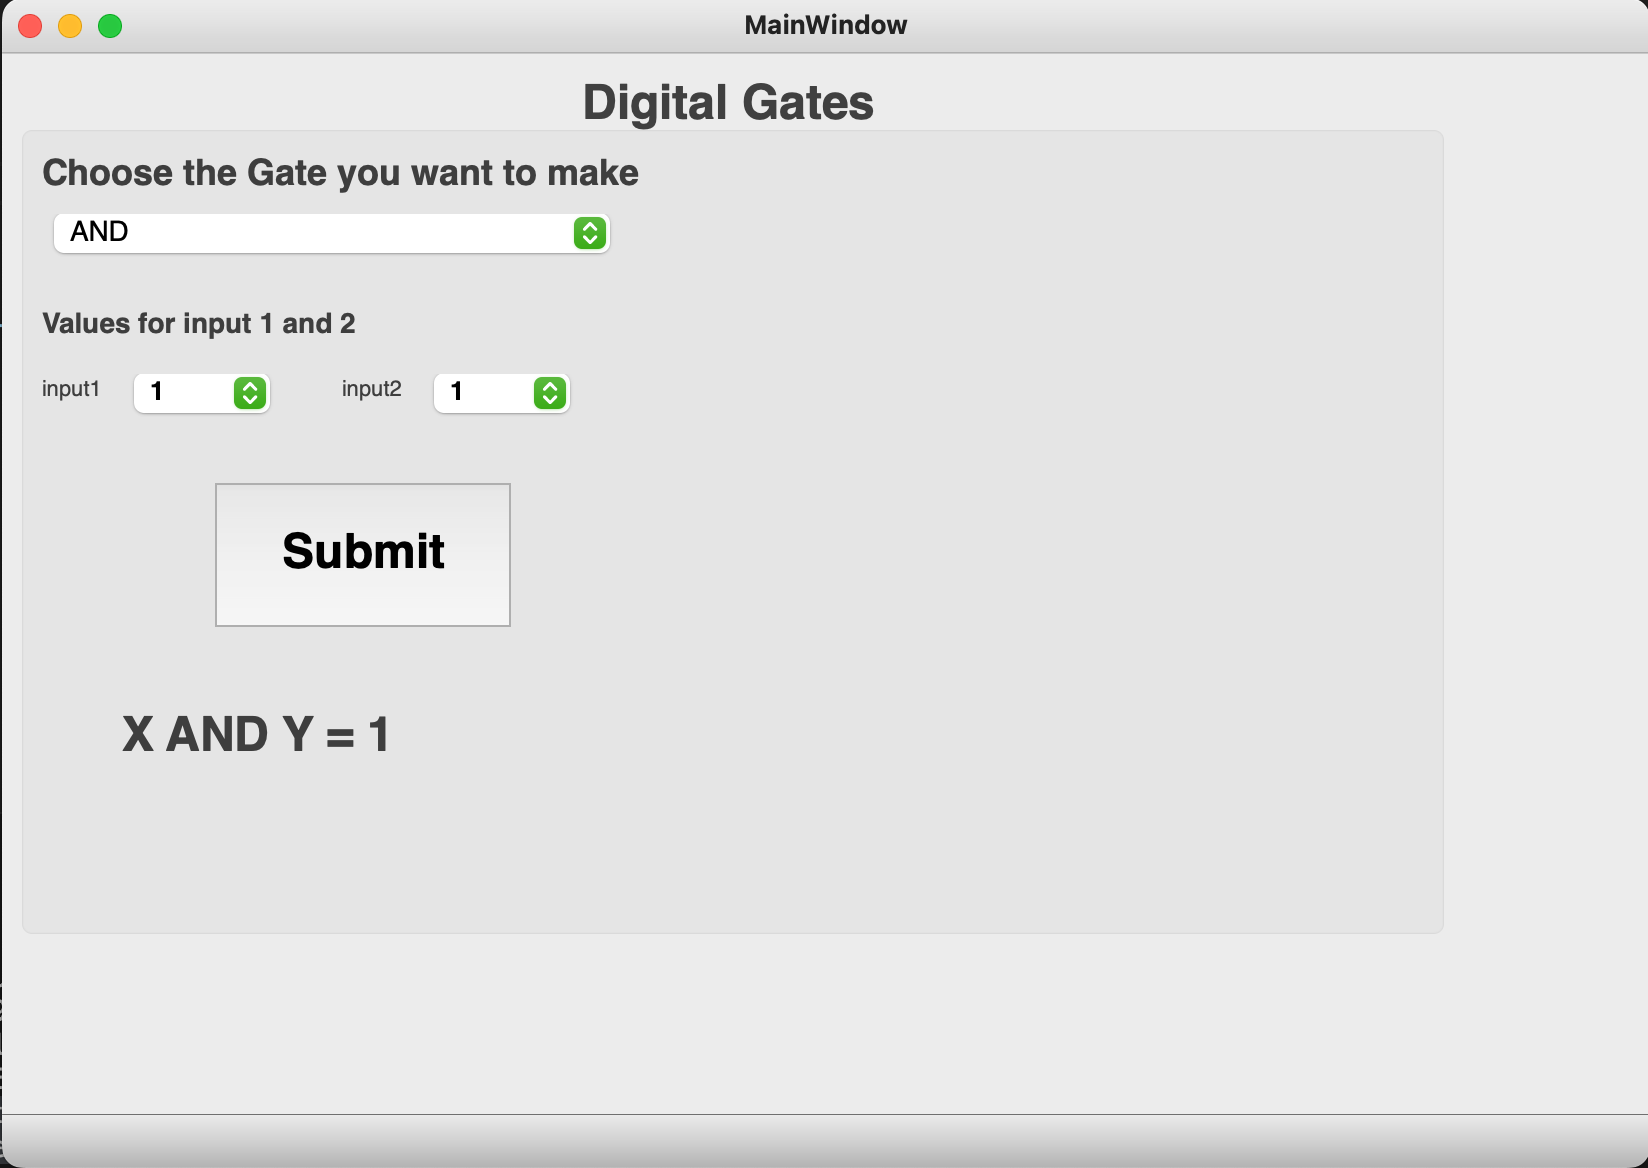 MainWindow
Digital Gates
Choose the Gate you want to make
AND
Values for input 1 and 2
input1 1 input2 1
Submit
X AND Y = 1